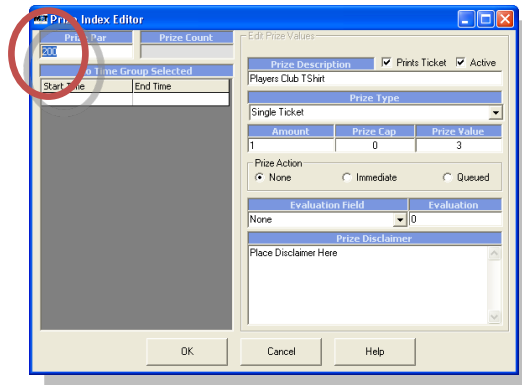 Prize Index Editor
Prize Par Prize Count
200
No Time Group Selected
Start Time End Time
Edit Prize Values
Prize Description Prints Ticket Active
Players Club TShirt
Prize Type
Single Ticket
Amount Prize Cap Prize Value
1 0 3
Prize Action
None Immediate Queued
Evaluation Field Evaluation
None 0
Prize Disclaimer
Place Disclaimer Here
OK Cancel Help